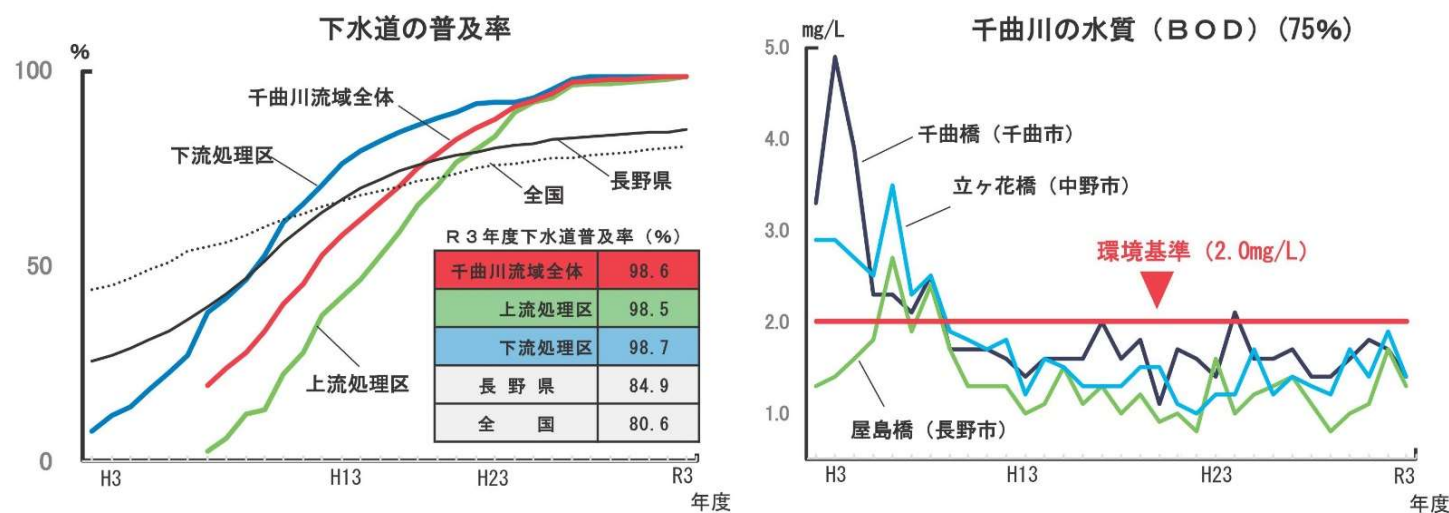 下水道の普及率
%
100
50
0
千曲川流域全体
下流処理区
全国
長野県
上流処理区
R3年度下水道普及率(%)
千曲川流域全体 98.6
上流処理区 98.5
下流処理区 98.7
長野県 84.9
全国 80.6
H3 H13 H23 R3
年度
千曲川の水質(BOD)(75%)
mg/L
5.0
4.0
3.0
2.0
1.0
千曲橋(千曲市)
立ヶ花橋(中野市)
環境基準(2.0mg/L)
屋島橋(長野市)
H3 H13 H23 R3
年度